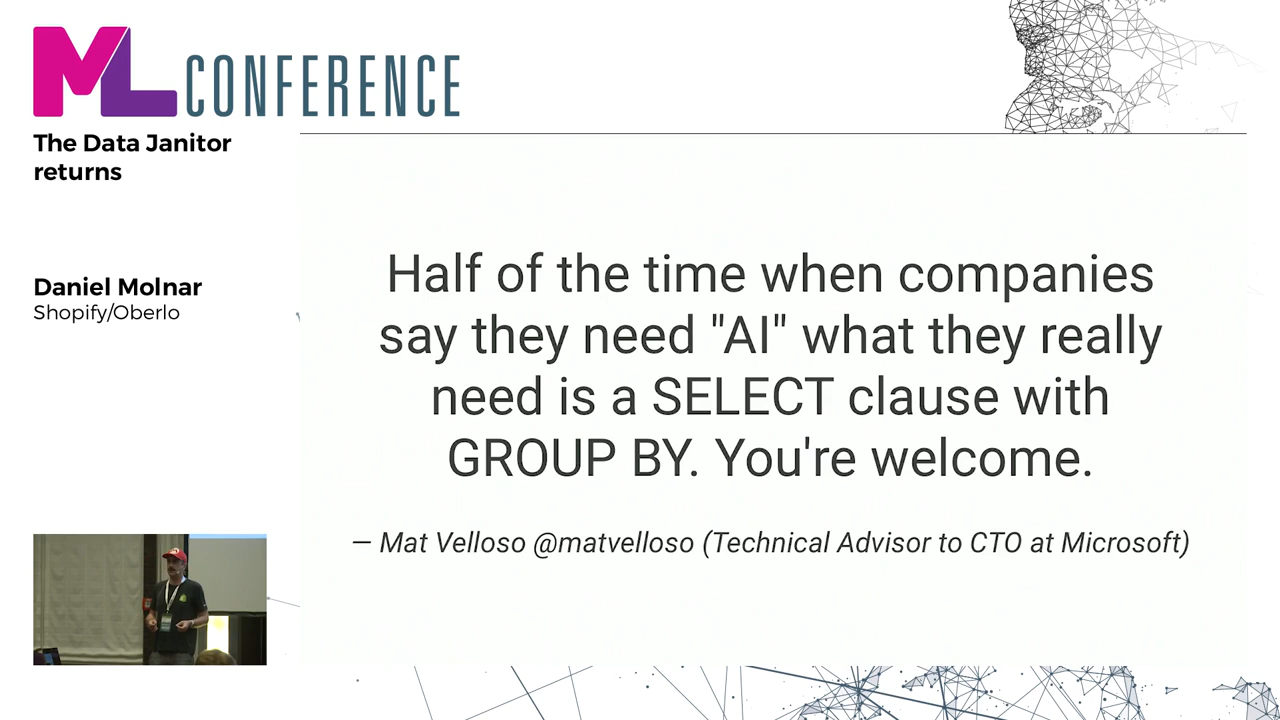 ML CONFERENCE
The Data Janitor
returns
Daniel Molnar
Shopify/Oberlo
Half of the time when companies
say they need "AI" what they really
need is a SELECT clause with
GROUP BY. You're welcome.
– Mat Velloso @matvelloso (Technical Advisor to CTO at Microsoft)